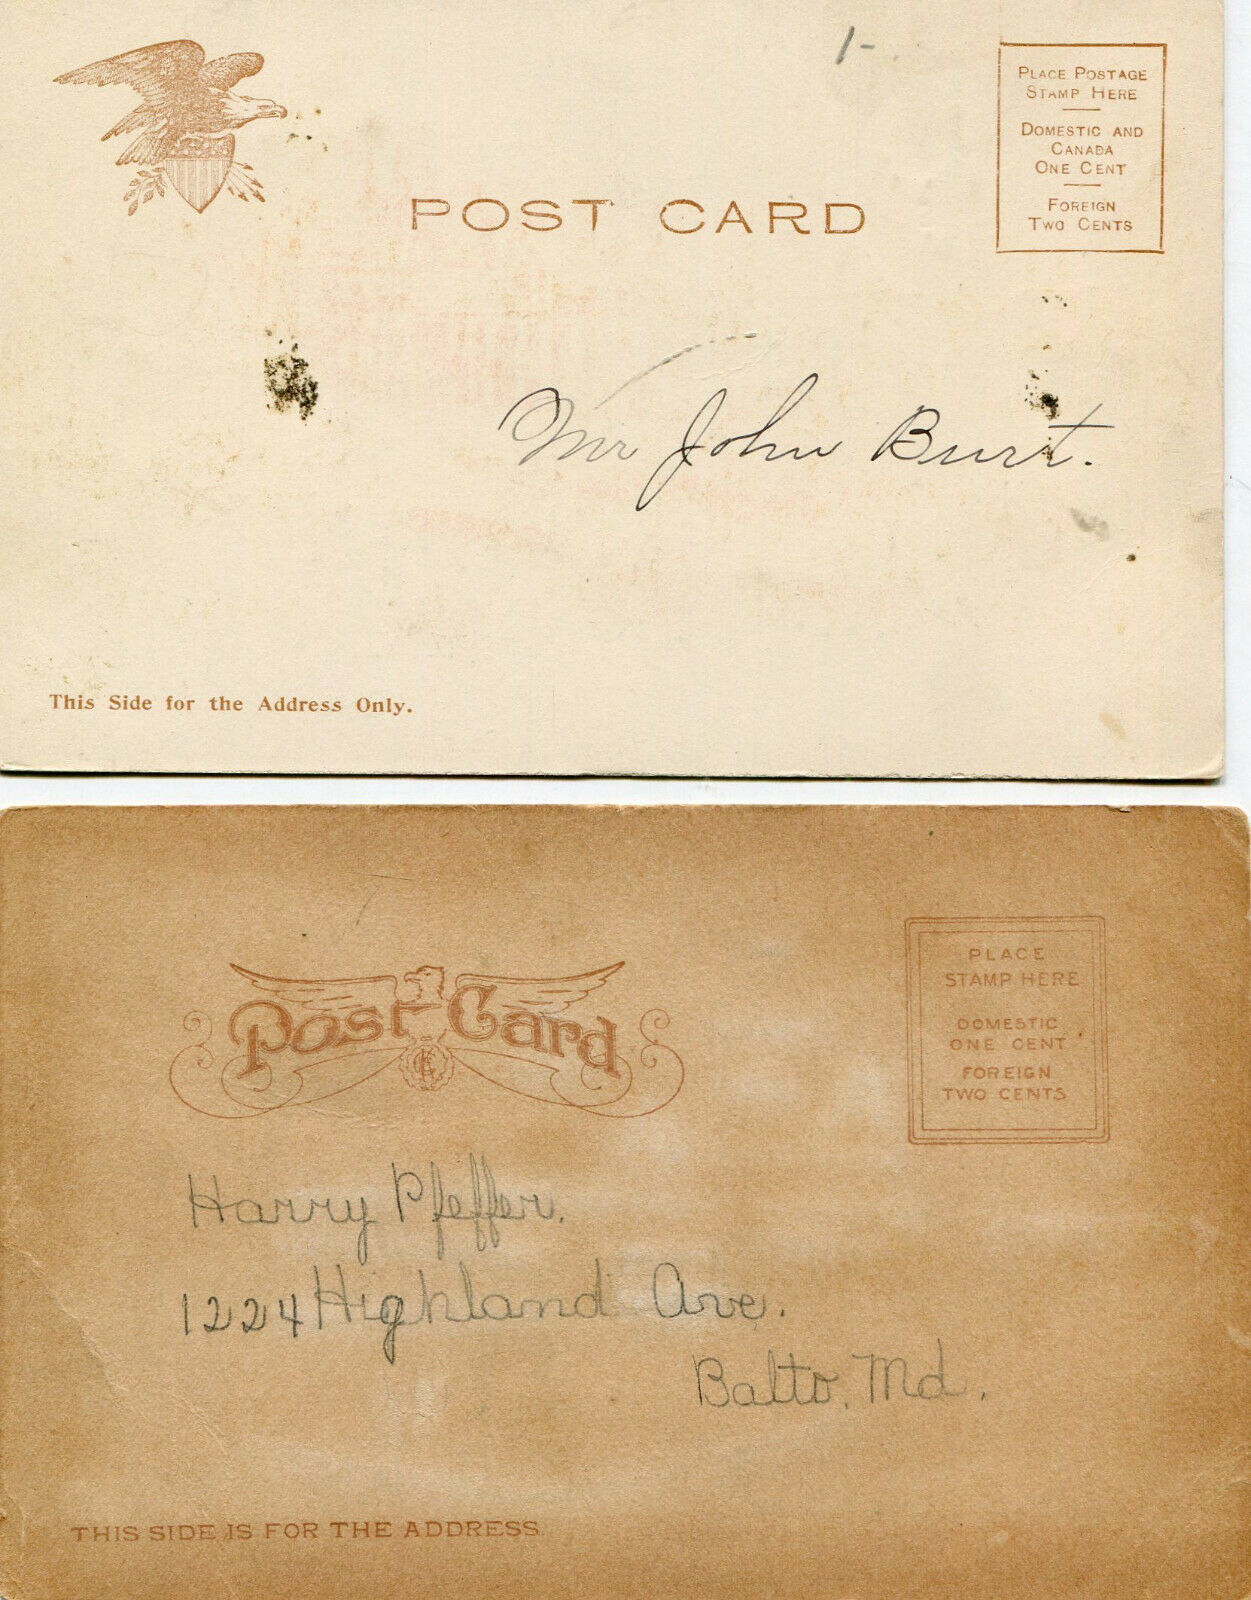 1-
PLACE POSTAGE
STAMP HERE
DOMESTIC AND
CANADA
ONE CENT
FOREIGN
TWO CENTS
POST CARD
Mr John Burt.
This Side for the Address Only.
PLACE
STAMP HERE
DOMESTIC
ONE CENT
FOREIGN
TWO CENTS
Post Card
Harry Pfeffer.
1224 Highland Ave.
Balto. Md.
THIS SIDE IS FOR THE ADDRESS